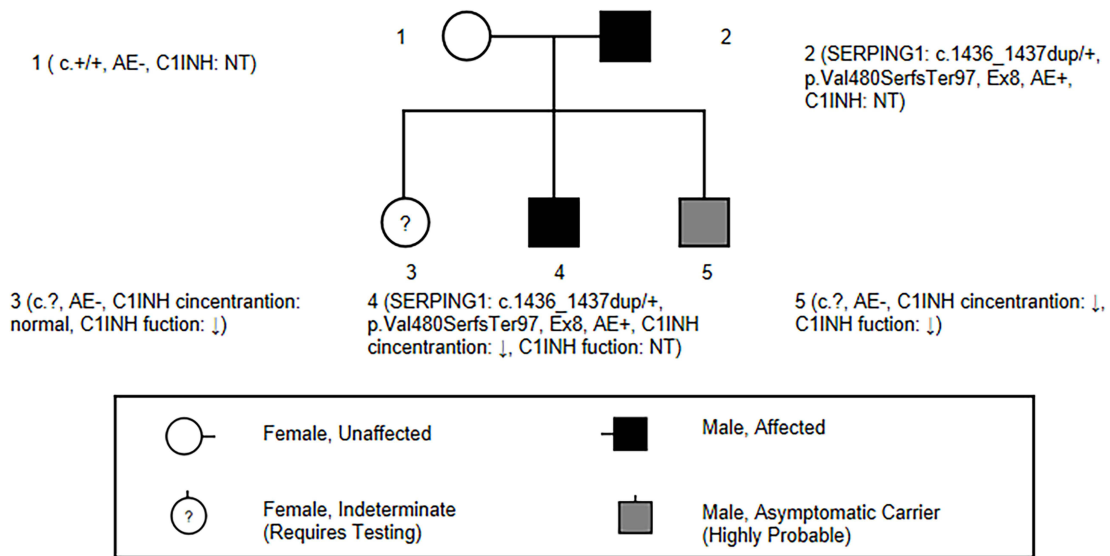 1
2
1 ( c.+/+, AE-, C1INH: NT)
2 (SERPING1: c.1436_1437dup/+,
p.Val480SerfsTer97, Ex8, AE+,
C1INH: NT)
?
3
4
5
3 (c.?, AE-, C1INH cincentrantion:
normal, C1INH fuction: ↓)
4 (SERPING1: c.1436_1437dup/+,
p.Val480SerfsTer97, Ex8, AE+, C1INH
cincentrantion: ↓, C1INH fuction: NT)
5 (c.?, AE-, C1INH cincentrantion: ↓,
C1INH fuction: ↓)
Female, Unaffected
Male, Affected
?
Female, Indeterminate
(Requires Testing)
Male, Asymptomatic Carrier
(Highly Probable)